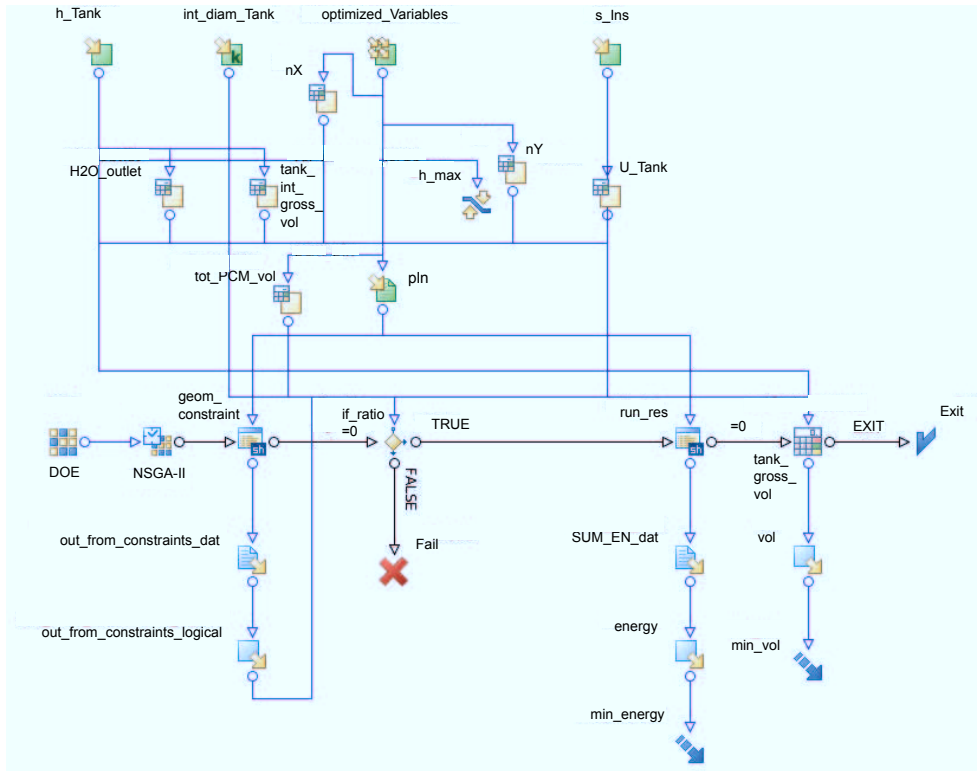 h_Tank
int_diam_Tank
optimized_Variables
s_Ins
nX
nY
H2O_outlet
tank_
int_
gross_
vol
h_max
U_Tank
tot_PCM_vol
pIn
geom_
constraint
if_ratio
=0
TRUE
run_res
=0
EXIT
Exit
DOE
NSGA-II
sh
sh
tank_
gross_
vol
FALSE
Fail
out_from_constraints_dat
SUM_EN_dat
vol
out_from_constraints_logical
energy
min_vol
min_energy
k